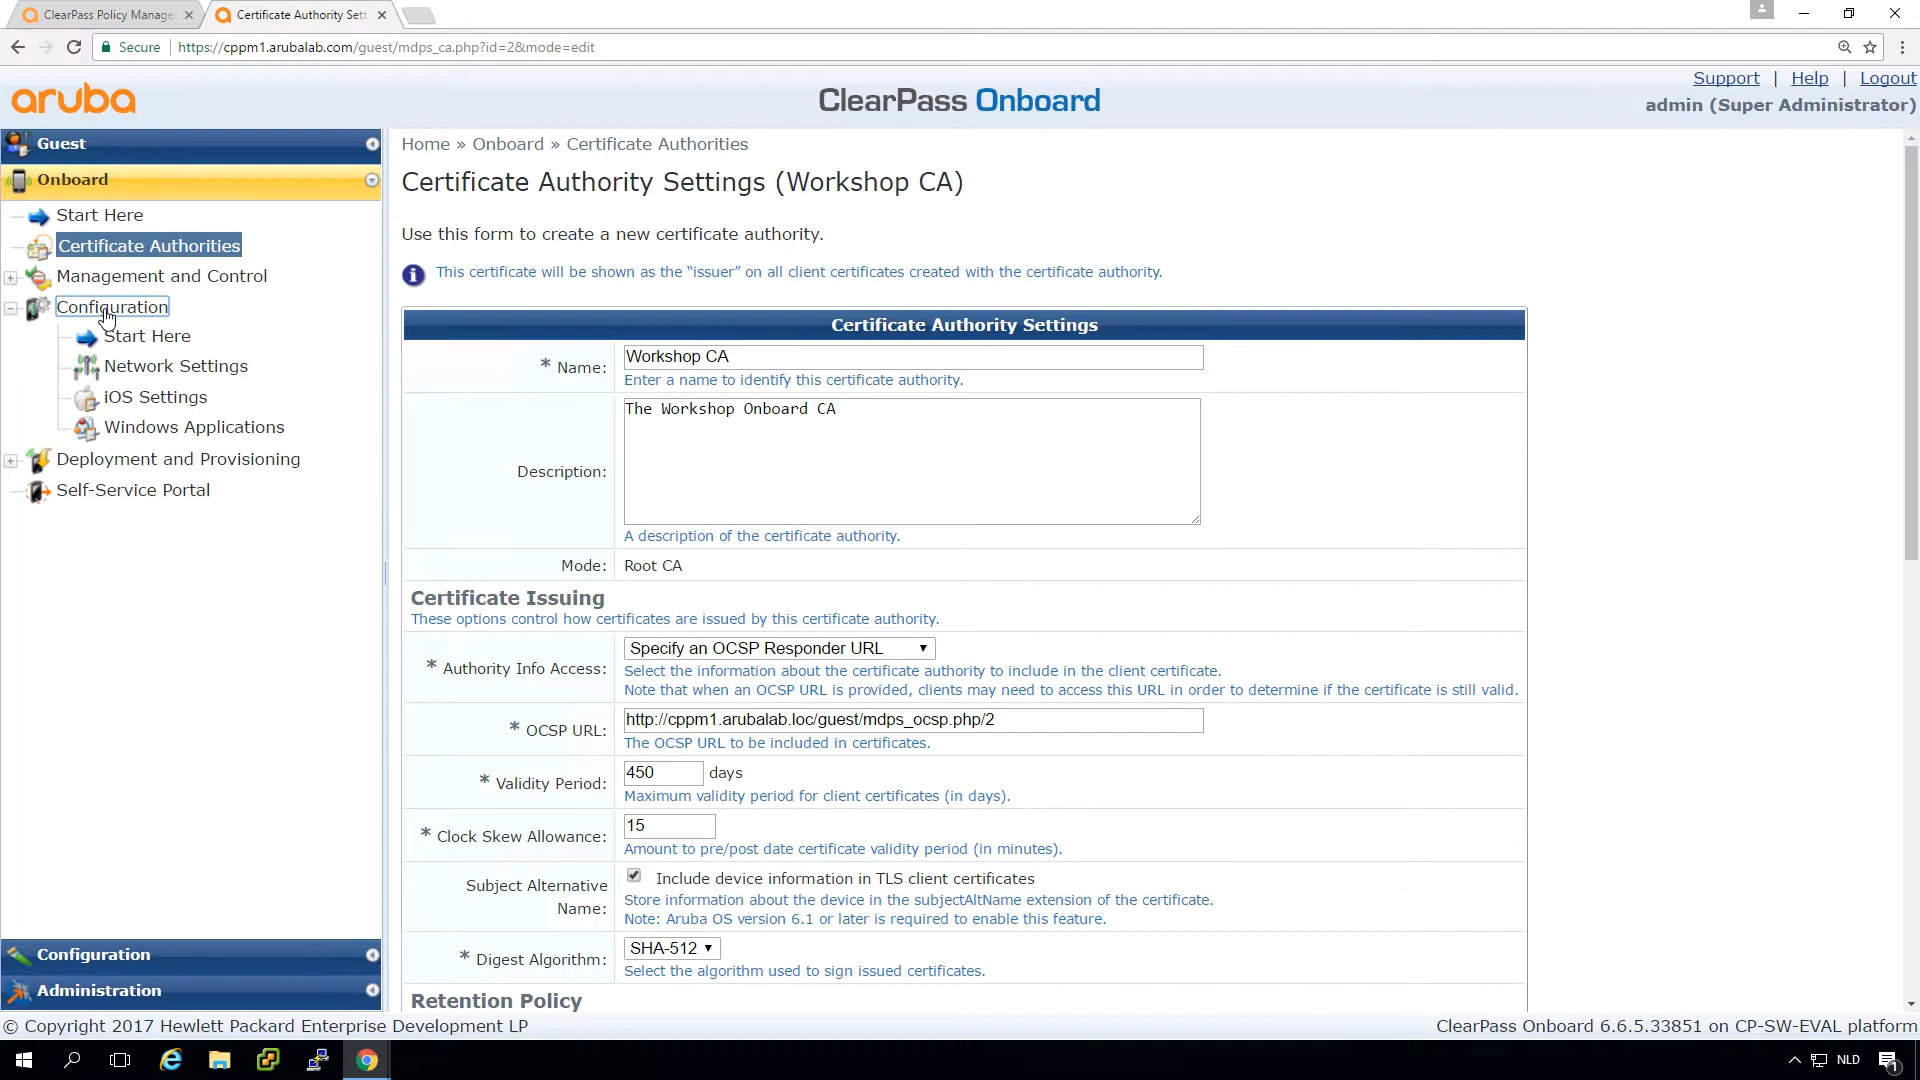 ClearPass Policy Manage
Certificate Authority Set
Secure
https://cppm1.arubalab.com/guest/mdps_ca.php?id=2&mode=edit
Support | Help | Logout
aruba
ClearPass Onboard
admin (Super Administrator)
Guest
Onboard
Start Here
Certificate Authorities
Management and Control
Configuration
Start Here
Network Settings
iOS Settings
Windows Applications
Deployment and Provisioning
Self-Service Portal
Configuration
Administration
Home » Onboard » Certificate Authorities
Certificate Authority Settings (Workshop CA)
Use this form to create a new certificate authority.
This certificate will be shown as the “issuer” on all client certificates created with the certificate authority.
Certificate Authority Settings
* Name:
Workshop CA
Enter a name to identify this certificate authority.
Description:
The Workshop Onboard CA
A description of the certificate authority.
Mode:
Root CA
Certificate Issuing
These options control how certificates are issued by this certificate authority.
* Authority Info Access:
Specify an OCSP Responder URL
Select the information about the certificate authority to include in the client certificate.
Note that when an OCSP URL is provided, clients may need to access this URL in order to determine if the certificate is still valid.
* OCSP URL:
http://cppm1.arubalab.loc/guest/mdps_ocsp.php/2
The OCSP URL to be included in certificates.
* Validity Period:
450 days
Maximum validity period for client certificates (in days).
* Clock Skew Allowance:
15
Amount to pre/post date certificate validity period (in minutes).
Subject Alternative
Name:
Include device information in TLS client certificates
Store information about the device in the subjectAltName extension of the certificate.
Note: Aruba OS version 6.1 or later is required to enable this feature.
* Digest Algorithm:
SHA-512
Select the algorithm used to sign issued certificates.
Retention Policy
© Copyright 2017 Hewlett Packard Enterprise Development LP
ClearPass Onboard 6.6.5.33851 on CP-SW-EVAL platform
NLD
1